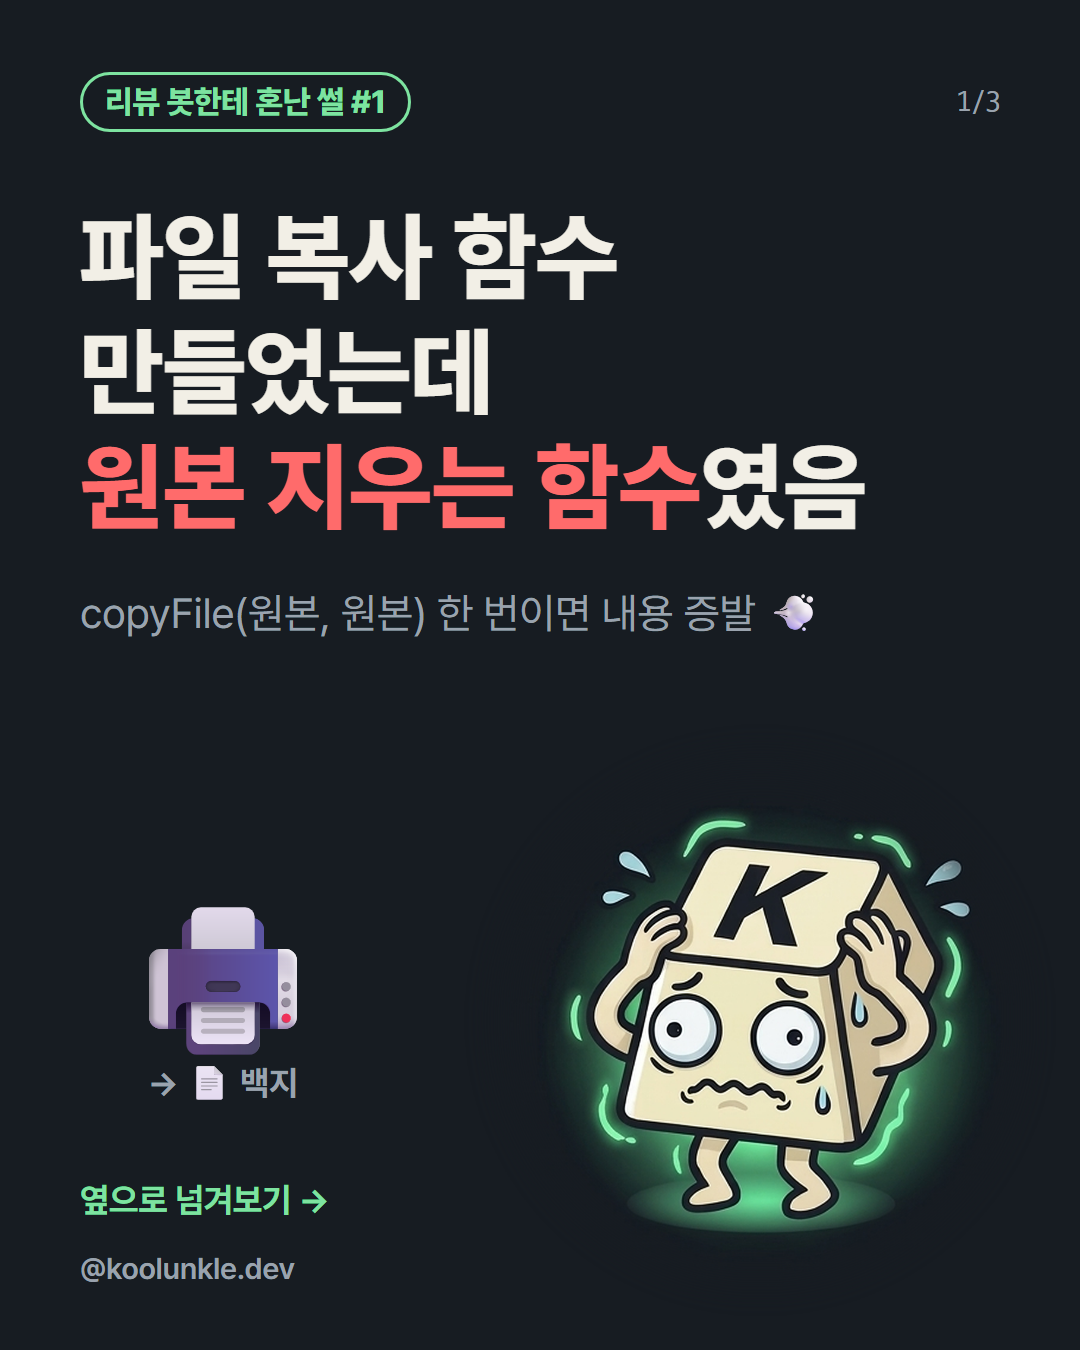 리뷰 봇한테 혼난 썰 #1
1/3
파일 복사 함수
만들었는데
원본 지우는 함수였음
copyFile(원본, 원본) 한 번이면 내용 증발
K
→ 백지
옆으로 넘겨보기 →
@koolunkle.dev